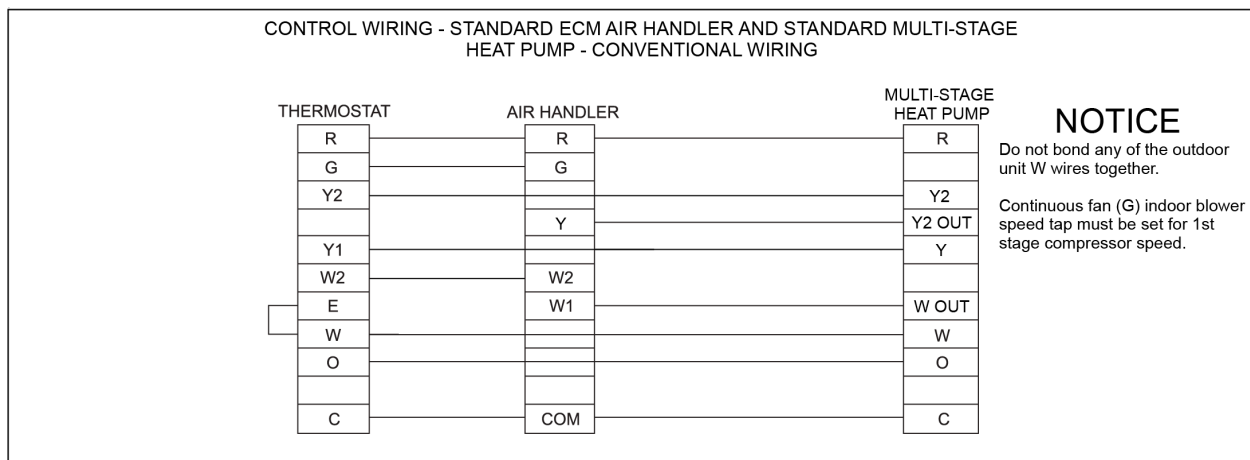 CONTROL WIRING - STANDARD ECM AIR HANDLER AND STANDARD MULTI-STAGE
HEAT PUMP - CONVENTIONAL WIRING
THERMOSTAT
R
G
Y2
Y1
W2
E
W
O
C
AIR HANDLER
R
G
Y
W2
W1
COM
MULTI-STAGE
HEAT PUMP
R
Y2
Y2 OUT
Y
W OUT
W
O
C
NOTICE
Do not bond any of the outdoor
unit W wires together.
Continuous fan (G) indoor blower
speed tap must be set for 1st
stage compressor speed.